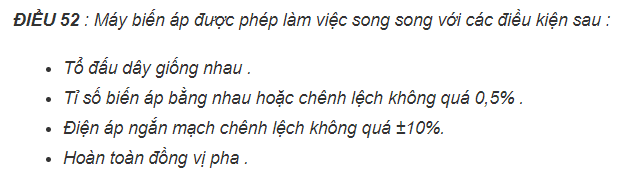 ĐIỀU 52 : Máy biến áp được phép làm việc song song với các điều kiện sau :
• Tổ đấu dây giống nhau .
• Tỉ số biến áp bằng nhau hoặc chênh lệch không quá 0,5% .
• Điện áp ngắn mạch chênh lệch không quá ±10%.
• Hoàn toàn đồng vị pha .